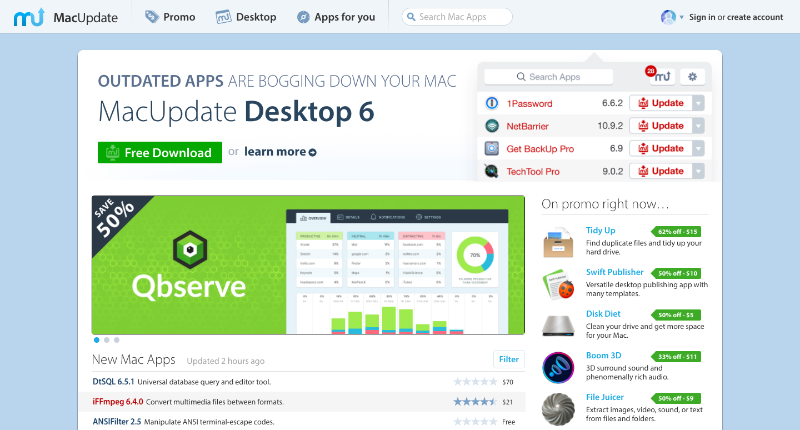 MacUpdate
Promo
Desktop
Apps for you
Search Mac Apps
Sign in or create account
OUTDATED APPS ARE BOGGING DOWN YOUR MAC
MacUpdate Desktop 6
Free Download or learn more
Search Apps
28
1Password 6.6.2 Update
NetBarrier 10.9.2 Update
Get BackUp Pro 6.9 Update
TechTool Pro 9.0.2 Update
SAVE
50%
Qbserve
OVERVIEW DETAILS NOTIFICATIONS SETTINGS
70%
New Mac Apps Updated 2 hours ago Filter
DtSQL 6.5.1 Universal database query and editor tool. $70
iFFmpeg 6.4.0 Convert multimedia files between formats. $21
ANSIFilter 2.5 Manipulate ANSI terminal-escape codes. Free
On promo right now...
Tidy Up 62% off - $15
Find duplicate files and tidy up your
hard drive.
Swift Publisher 50% off - $10
Versatile desktop publishing app with
many templates.
Disk Diet 50% off - $5
Clean your drive and get more space
for your Mac.
Boom 3D 33% off - $11
3D surround sound and
phenomenally rich audio.
File Juicer 50% off - $9
Extract images, video, sound, or text
from files and folders.